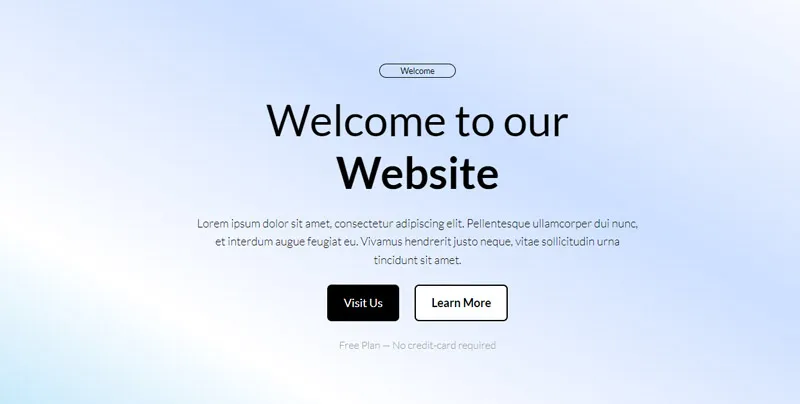 Welcome
Welcome to our
Website
Lorem ipsum dolor sit amet, consectetur adipiscing elit. Pellentesque ullamcorper dui nunc,
et interdum augue feugiat eu. Vivamus hendrerit justo neque, vitae sollicitudin urna
tincidunt sit amet.
Visit Us
Learn More
Free Plan — No credit-card required